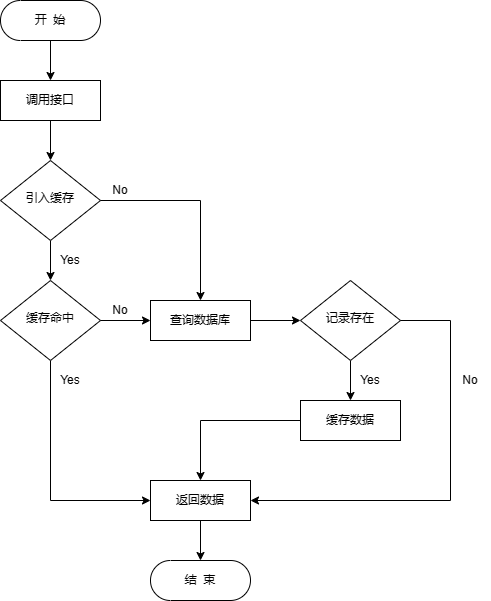 开 始
调用接口
引入缓存
No
Yes
缓存命中
No
查询数据库
记录存在
Yes
Yes
No
缓存数据
返回数据
结 束